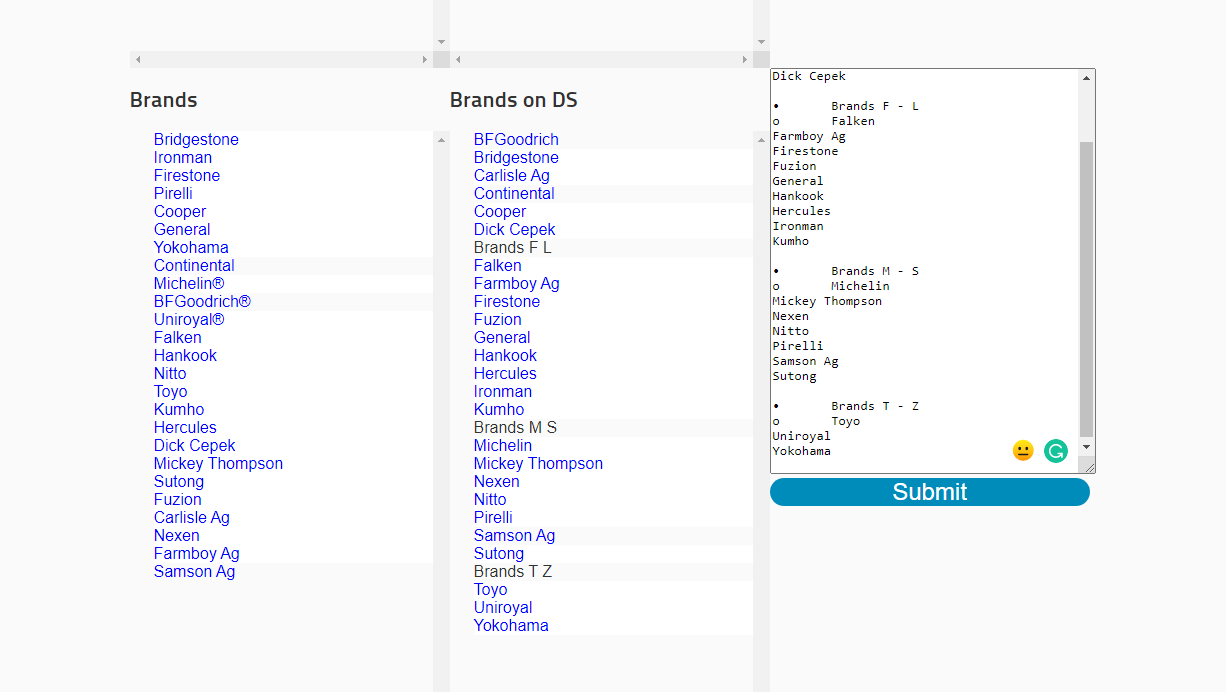 Brands
Bridgestone
Ironman
Firestone
Pirelli
Cooper
General
Yokohama
Continental
Michelin®
BFGoodrich®
Uniroyal®
Falken
Hankook
Nitto
Toyo
Kumho
Hercules
Dick Cepek
Mickey Thompson
Sutong
Fuzion
Carlisle Ag
Nexen
Farmboy Ag
Samson Ag
Brands on DS
BFGoodrich
Bridgestone
Carlisle Ag
Continental
Cooper
Dick Cepek
Brands F L
Falken
Farmboy Ag
Firestone
Fuzion
General
Hankook
Hercules
Ironman
Kumho
Brands M S
Michelin
Mickey Thompson
Nexen
Nitto
Pirelli
Samson Ag
Sutong
Brands T Z
Toyo
Uniroyal
Yokohama
Dick Cepek
• Brands F - L
o Falken
Farmboy Ag
Firestone
Fuzion
General
Hankook
Hercules
Ironman
Kumho
• Brands M - S
o Michelin
Mickey Thompson
Nexen
Nitto
Pirelli
Samson Ag
Sutong
• Brands T - Z
o Toyo
Uniroyal
Yokohama
Submit